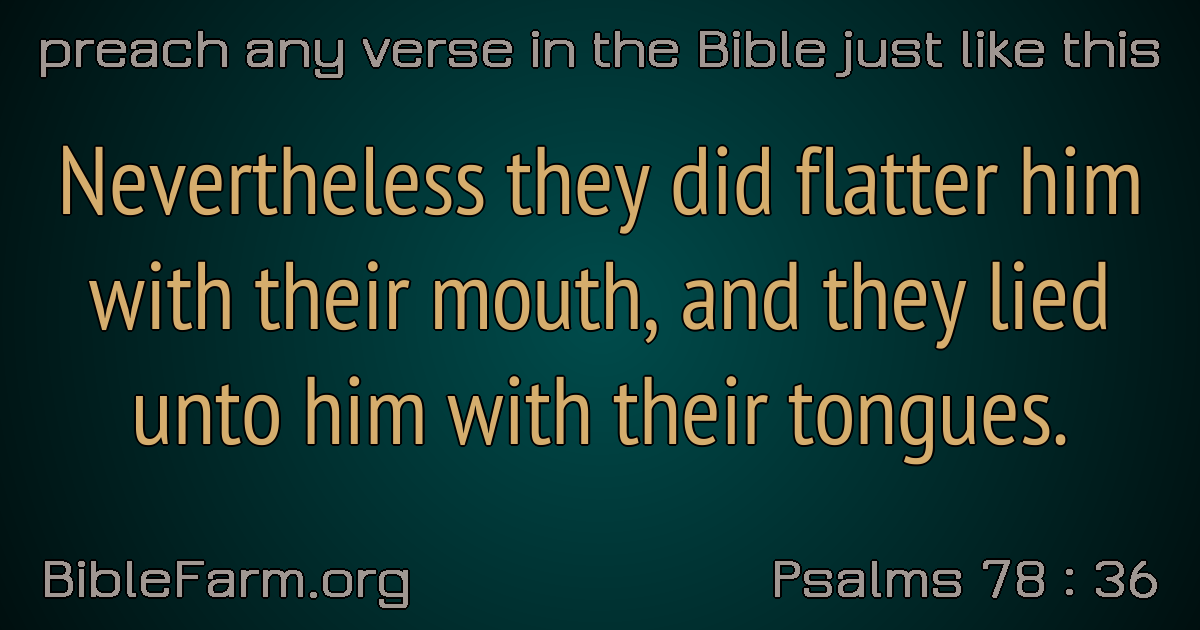 preach any verse in the Bible just like this
Nevertheless they did flatter him
with their mouth, and they lied
unto him with their tongues.
BibleFarm.org
Psalms 78 : 36